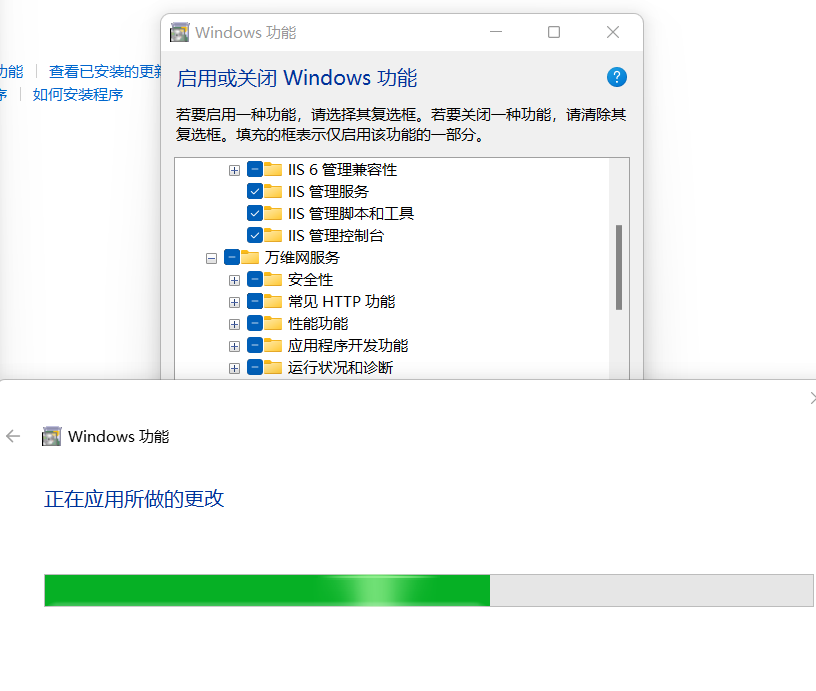 Windows 功能
功能 查看已安装的更新
序 如何安装程序
启用或关闭 Windows 功能
若要启用一种功能，请选择其复选框。若要关闭一种功能，请清除其
复选框。填充的框表示仅启用该功能的一部分。
IIS 6 管理兼容性
IIS 管理服务
IIS 管理脚本和工具
IIS 管理控制台
万维网服务
安全性
常见 HTTP 功能
性能功能
应用程序开发功能
运行状况和诊断
Windows 功能
正在应用所做的更改